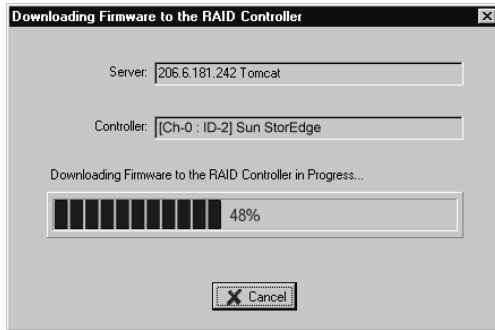 Downloading Firmware to the RAID Controller
Server: 206.6.181.242 Tomcat
Controller: [Ch-0 : ID-2] Sun StorEdge
Downloading Firmware to the RAID Controller in Progress...
48%
Cancel